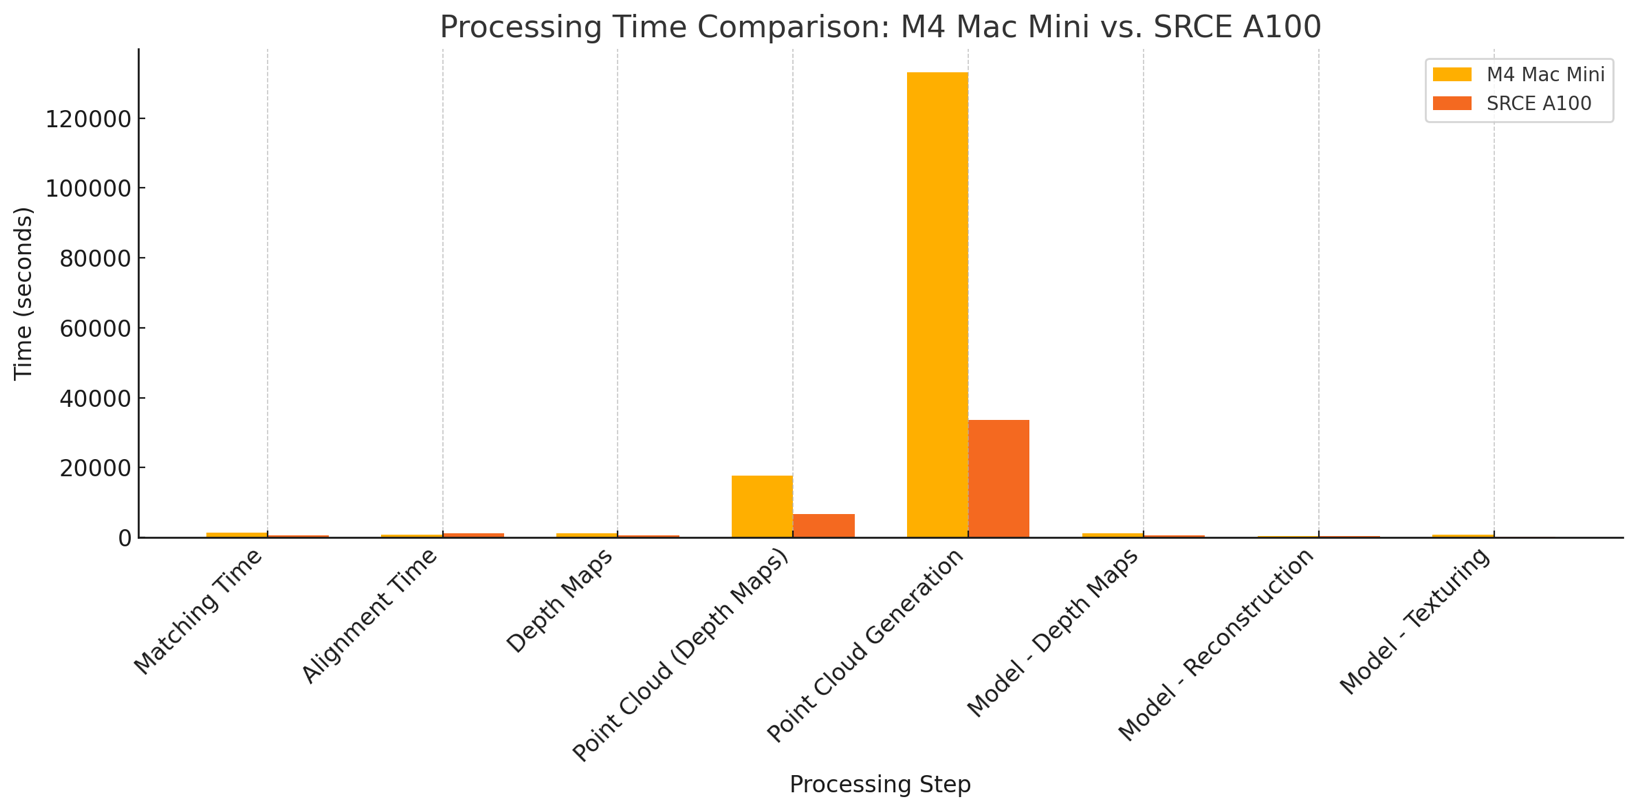 Processing Time Comparison: M4 Mac Mini vs. SRCE A100
M4 Mac Mini
SRCE A100
Time (seconds)
120000
100000
80000
60000
40000
20000
0
Matching Time
Alignment Time
Depth Maps
Point Cloud (Depth Maps)
Point Cloud Generation
Model - Depth Maps
Model - Reconstruction
Model - Texturing
Processing Step